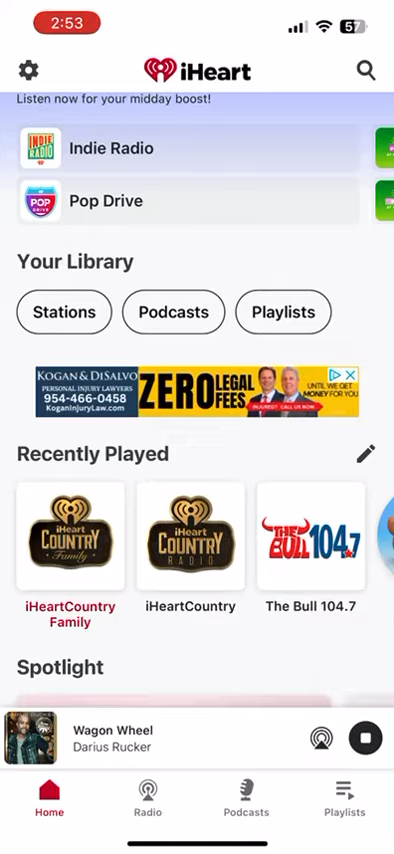 2:53
57
iHeart
Listen now for your midday boost!
INDIE RADIO
Indie Radio
POP DRIVE
Pop Drive
Your Library
Stations
Podcasts
Playlists
KOGAN & DISALVO
PERSONAL INJURY LAWYERS
954-466-0458
KoganInjuryLaw.com
ZERO LEGAL FEES
INJURED? CALL US NOW
UNTIL WE GET MONEY FOR YOU
Recently Played
iHeart COUNTRY Family
iHeart COUNTRY RADIO
THE BULL 104.7
iHeartCountry Family
iHeartCountry
The Bull 104.7
Spotlight
Wagon Wheel
Darius Rucker
Home
Radio
Podcasts
Playlists